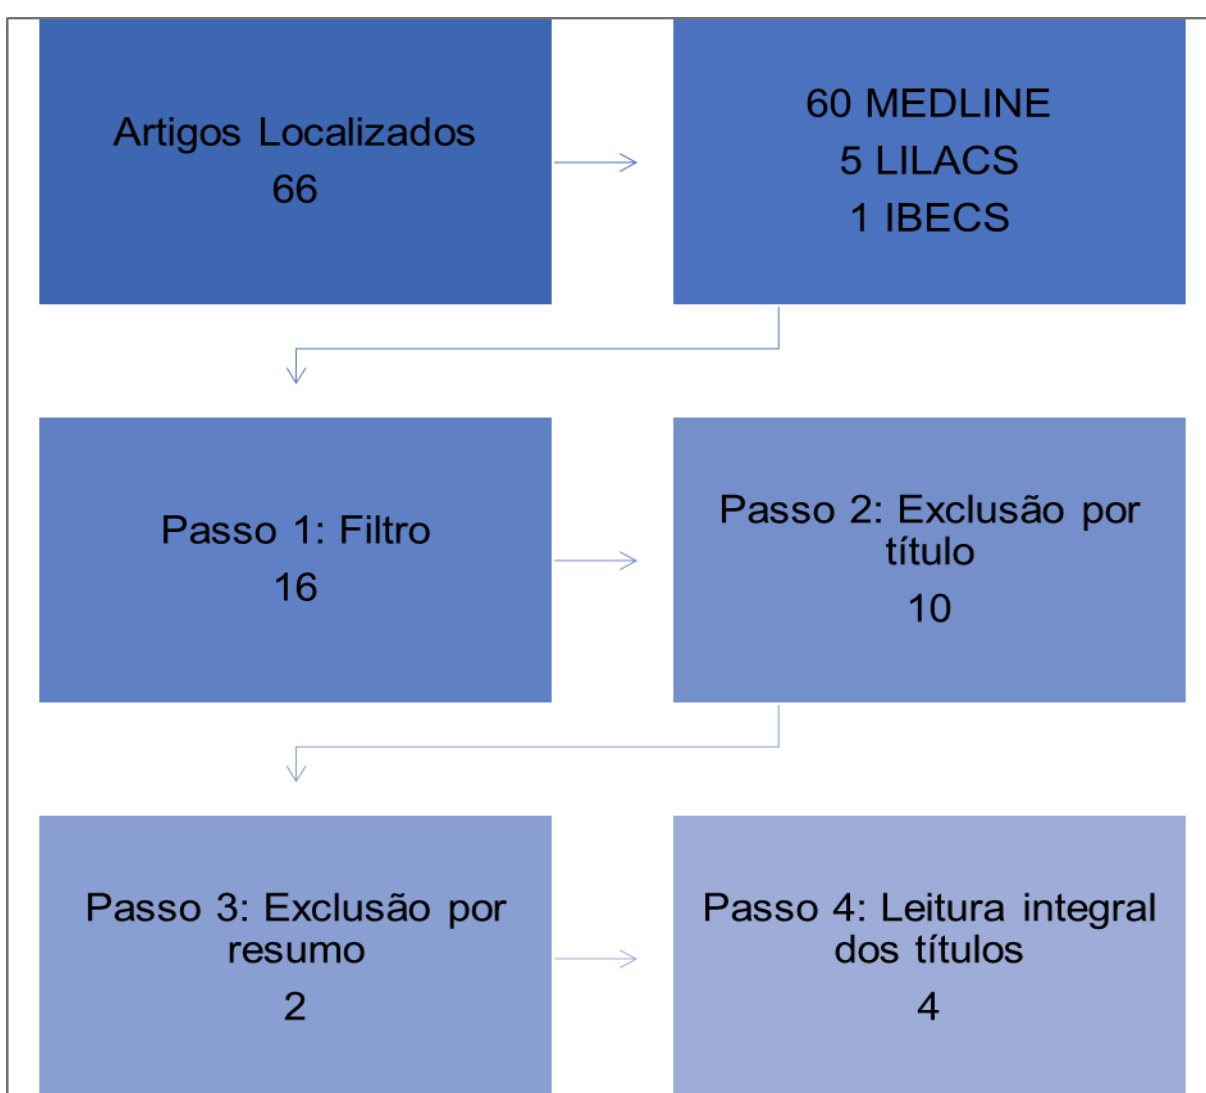 Artigos Localizados
66
60 MEDLINE
5 LILACS
1 IBECS
Passo 1: Filtro
16
Passo 2: Exclusão por
título
10
Passo 3: Exclusão por
resumo
2
Passo 4: Leitura integral
dos títulos
4